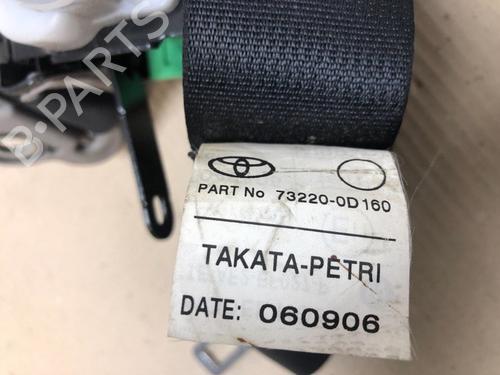 B-PARTS
PART No 73220-0D160
TAKATA-PETRI
DATE: 060906